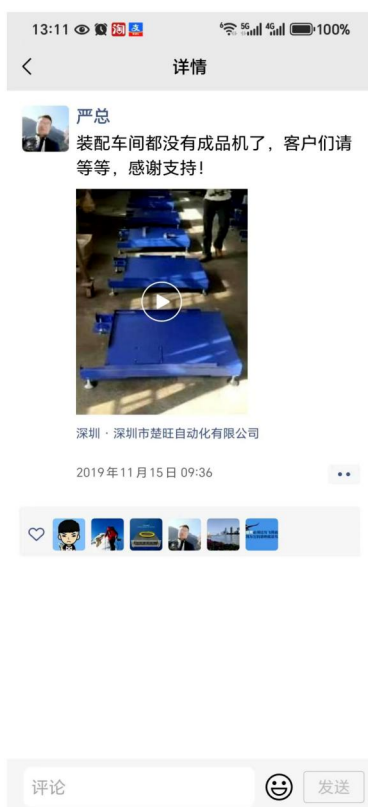 13:11 淘 5G 4G 100%
详情
严总
装配车间都没有成品机了，客户们请
等等，感谢支持！
深圳 · 深圳市楚旺自动化有限公司
2019年11月15日 09:36
评论
发送